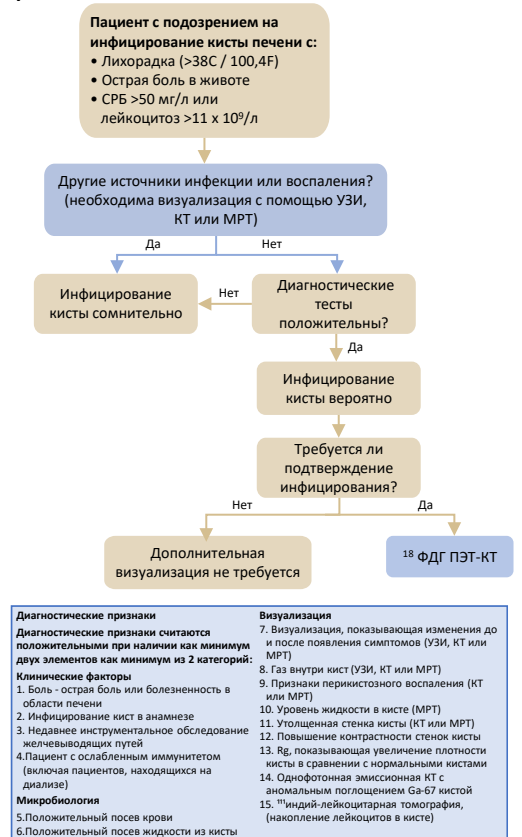 Пациент с подозрением на
инфицирование кисты печени с:
• Лихорадка (>38С / 100,4F)
• Острая боль в животе
• СРБ >50 мг/л или
лейкоцитоз >11 x 10⁹/л
Другие источники инфекции или воспаления?
(необходима визуализация с помощью УЗИ,
КТ или МРТ)
Да
Нет
Инфицирование
кисты сомнительно
Нет
Диагностические
тесты
положительны?
Да
Инфицирование
кисты вероятно
Требуется ли
подтверждение
инфицирования?
Нет
Да
Дополнительная
визуализация не требуется
¹⁸ ФДГ ПЭТ-КТ
Диагностические признаки
Диагностические признаки считаются
положительными при наличии как минимум
двух элементов как минимум из 2 категорий:
Клинические факторы
1. Боль - острая боль или болезненность в
области печени
2. Инфицирование кист в анамнезе
3. Недавнее инструментальное обследование
желчевыводящих путей
4.Пациент с ослабленным иммунитетом
(включая пациентов, находящихся на
диализе)
Микробиология
5.Положительный посев крови
6.Положительный посев жидкости из кисты
Визуализация
7. Визуализация, показывающая изменения до
и после появления симптомов (УЗИ, КТ или
МРТ)
8. Газ внутри кист (УЗИ, КТ или МРТ)
9. Признаки перикистозного воспаления (КТ
или МРТ)
10. Уровень жидкости в кисте (МРТ)
11. Утолщенная стенка кисты (КТ или МРТ)
12. Повышение контрастности стенок кисты
13. Rg, показывающая увеличение плотности
кисты в сравнении с нормальными кистами
14. Однофотонная эмиссионная КТ с
аномальным поглощением Ga-67 кистой
15. ¹¹¹индий-лейкоцитарная томография,
(накопление лейкоцитов в кисте)